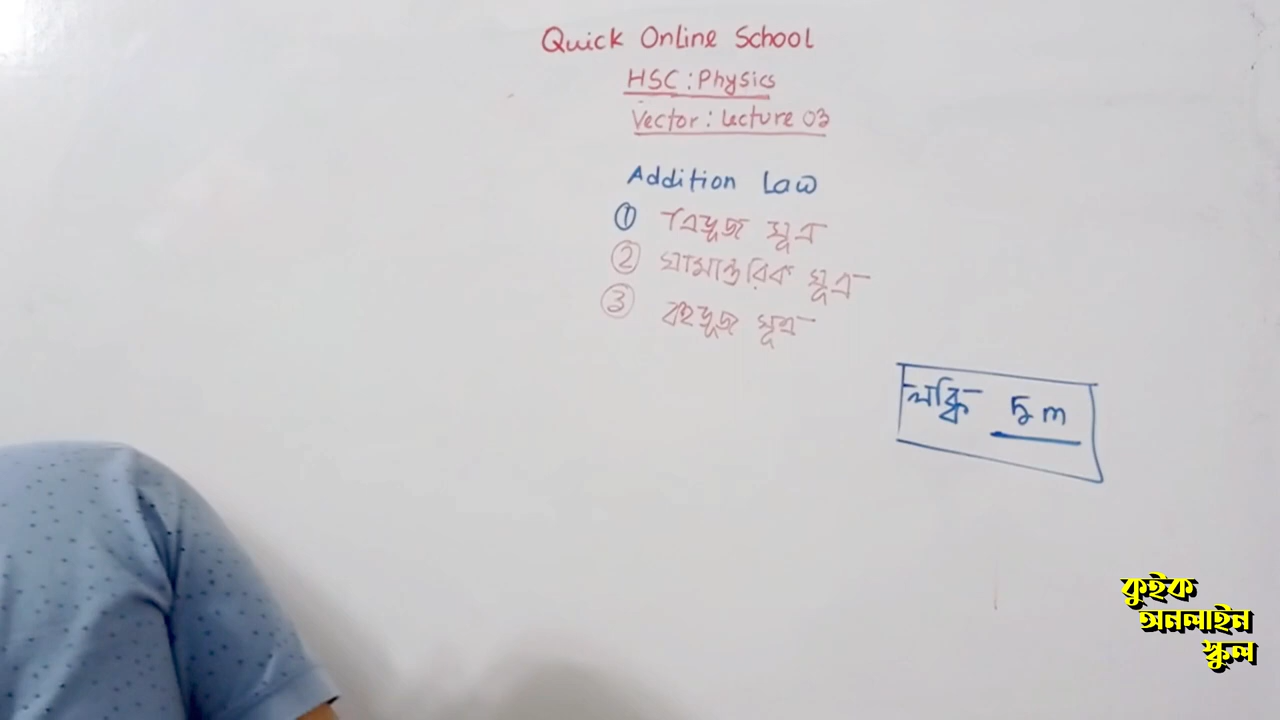 Quick Online School
HSC : Physics
Vector : Lecture 03
Addition Law
① ত্রিভূজ সূত্র
② সামান্তরিক সূত্র
③ বহুভূজ সূত্র
লব্ধি 5 m
কুইক
অনলাইন
স্কুল